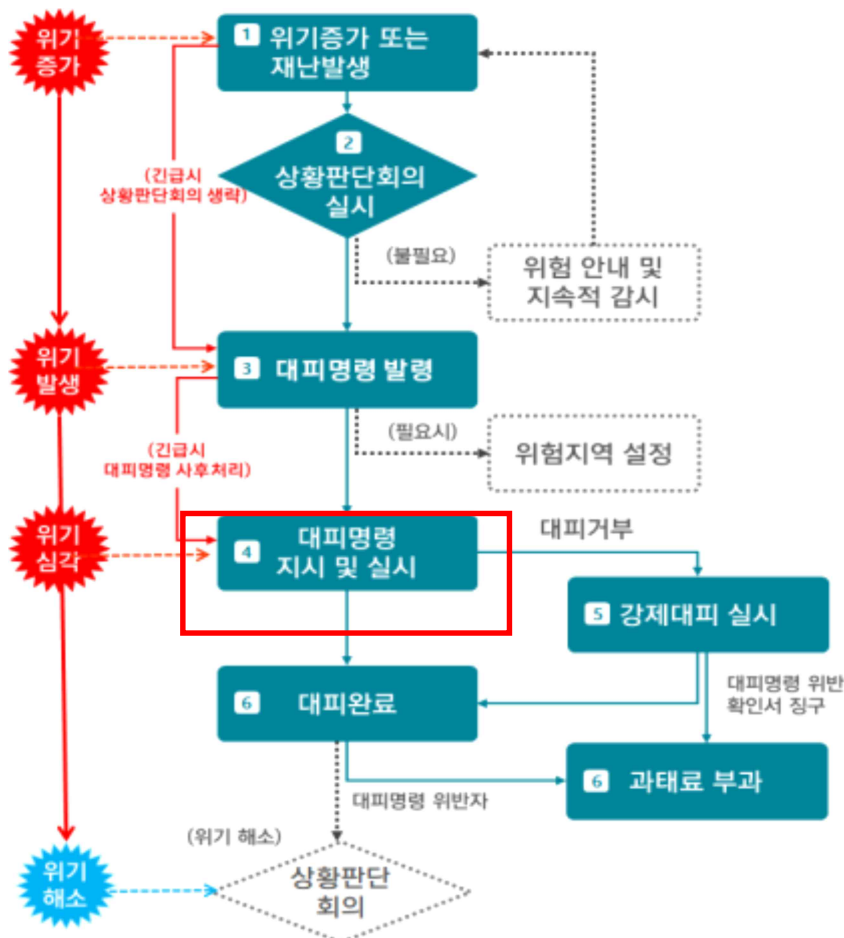 위기
증가
1 위기증가 또는
재난발생
2
상황판단회의
실시
(긴급시
상황판단회의 생략)
(불필요)
위험 안내 및
지속적 감시
위기
발생
3 대피명령 발령
(필요시)
위험지역 설정
(긴급시
대피명령 사후처리)
위기
심각
4 대피명령
지시 및 실시
대피거부
5 강제대피 실시
대피명령 위반
확인서 징구
6 대피완료
6 과태료 부과
대피명령 위반자
(위기 해소)
위기
해소
상황판단
회의